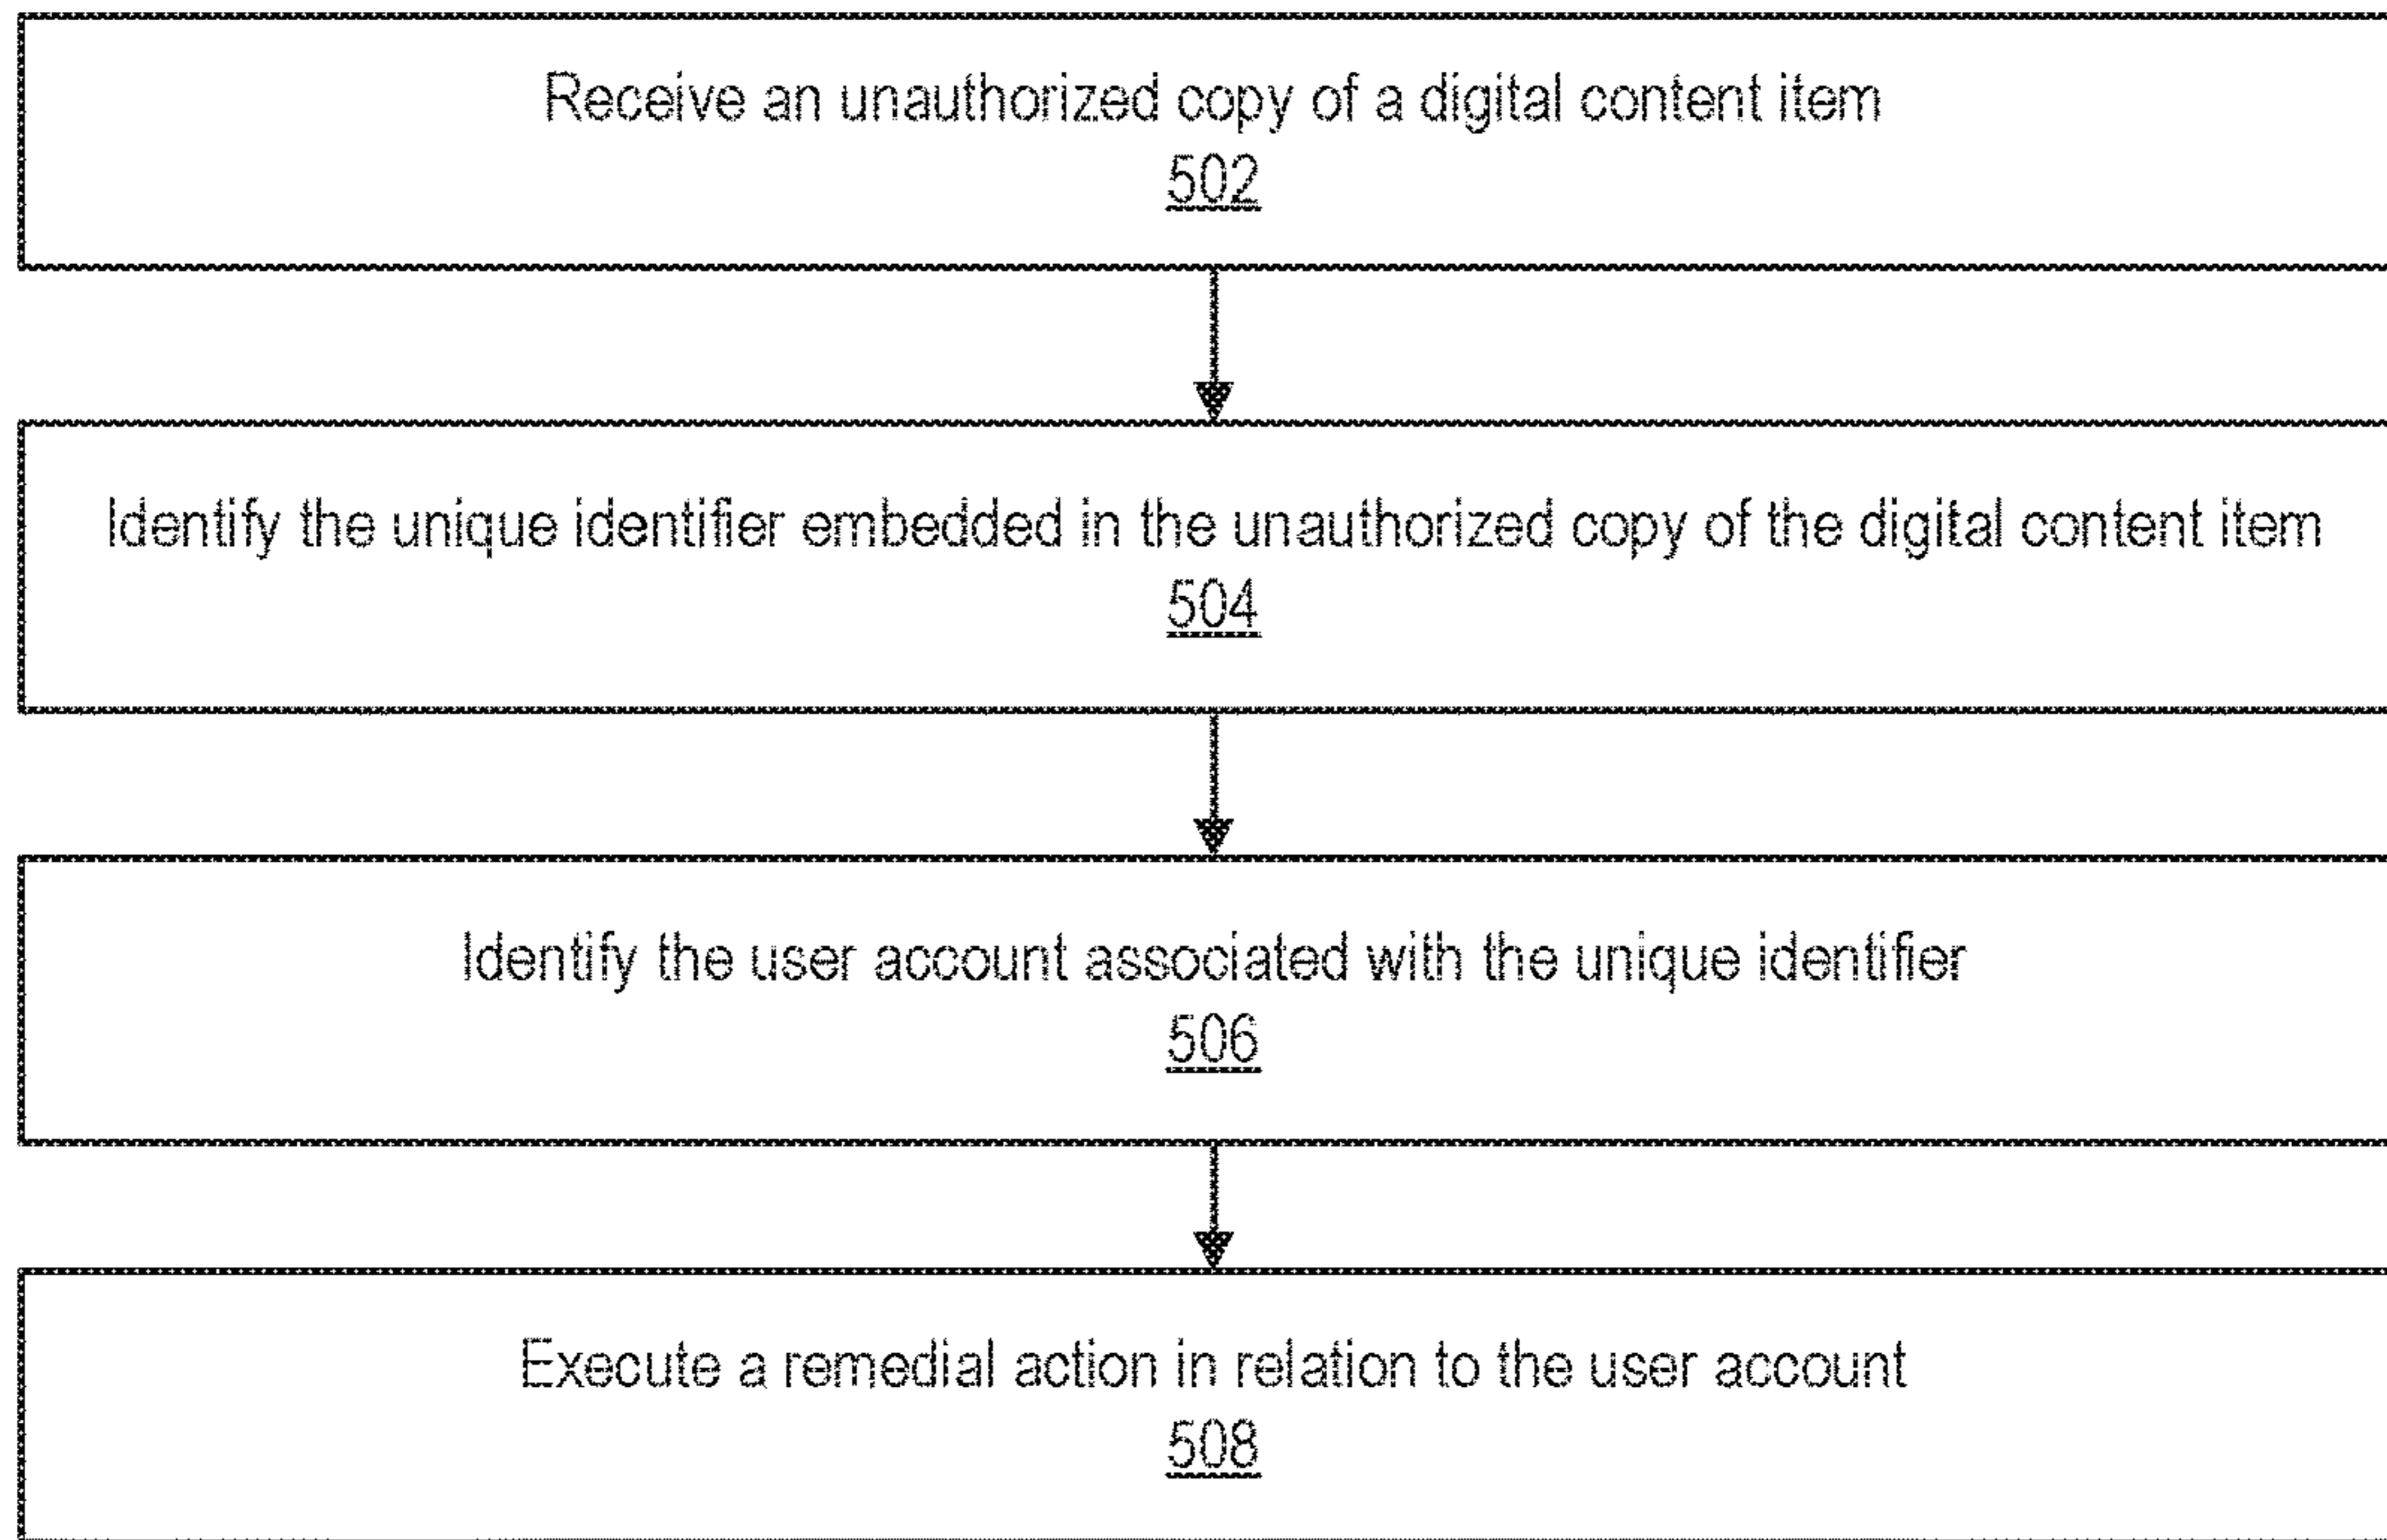 Receive an unauthorized copy of a digital content item
502
Identify the unique identifier embedded in the unauthorized copy of the digital content item
504
Identify the user account associated with the unique identifier
506
Execute a remedial action in relation to the user account
508